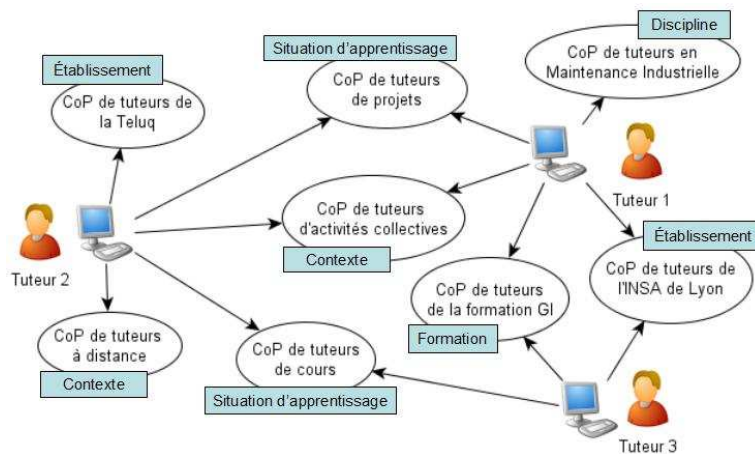 Discipline
CoP de tuteurs en
Maintenance Industrielle
Situation d'apprentissage
CoP de tuteurs
de projets
Établissement
CoP de tuteurs de
la Teluq
Tuteur 1
Tuteur 2
CoP de tuteurs
d'activités collectives
Contexte
Établissement
CoP de tuteurs de
l'INSA de Lyon
CoP de tuteurs
de la formation GI
Formation
CoP de tuteurs
à distance
Contexte
CoP de tuteurs
de cours
Situation d'apprentissage
Tuteur 3